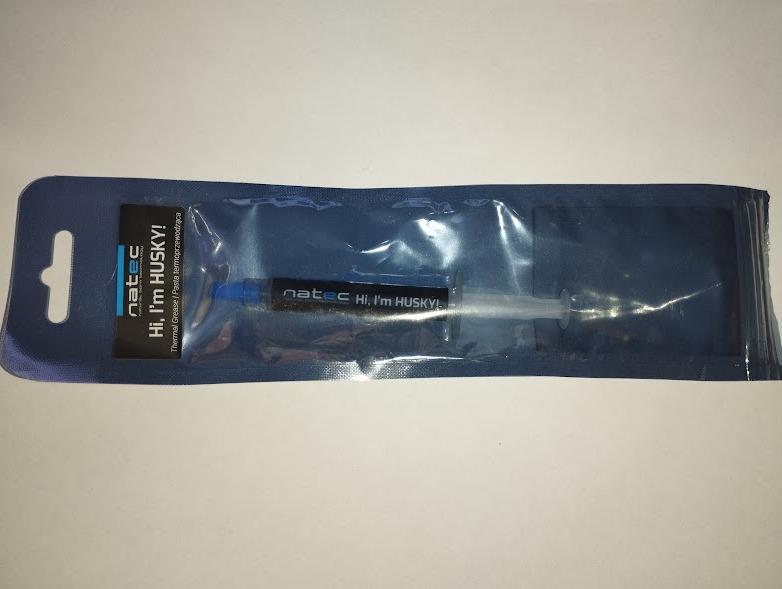 natec
Hi, I'm HUSKY!
Thermal Grease | Pasta termoprzewodząca
natec Hi, I'm HUSKY!